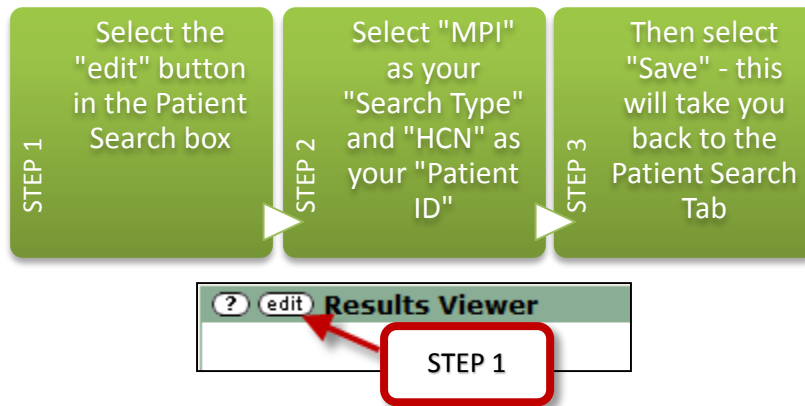 STEP 1
Select the
"edit" button
in the Patient
Search box
STEP 2
Select "MPI"
as your
"Search Type"
and "HCN" as
your "Patient
ID"
STEP 3
Then select
"Save" - this
will take you
back to the
Patient Search
Tab
? edit Results Viewer
STEP 1